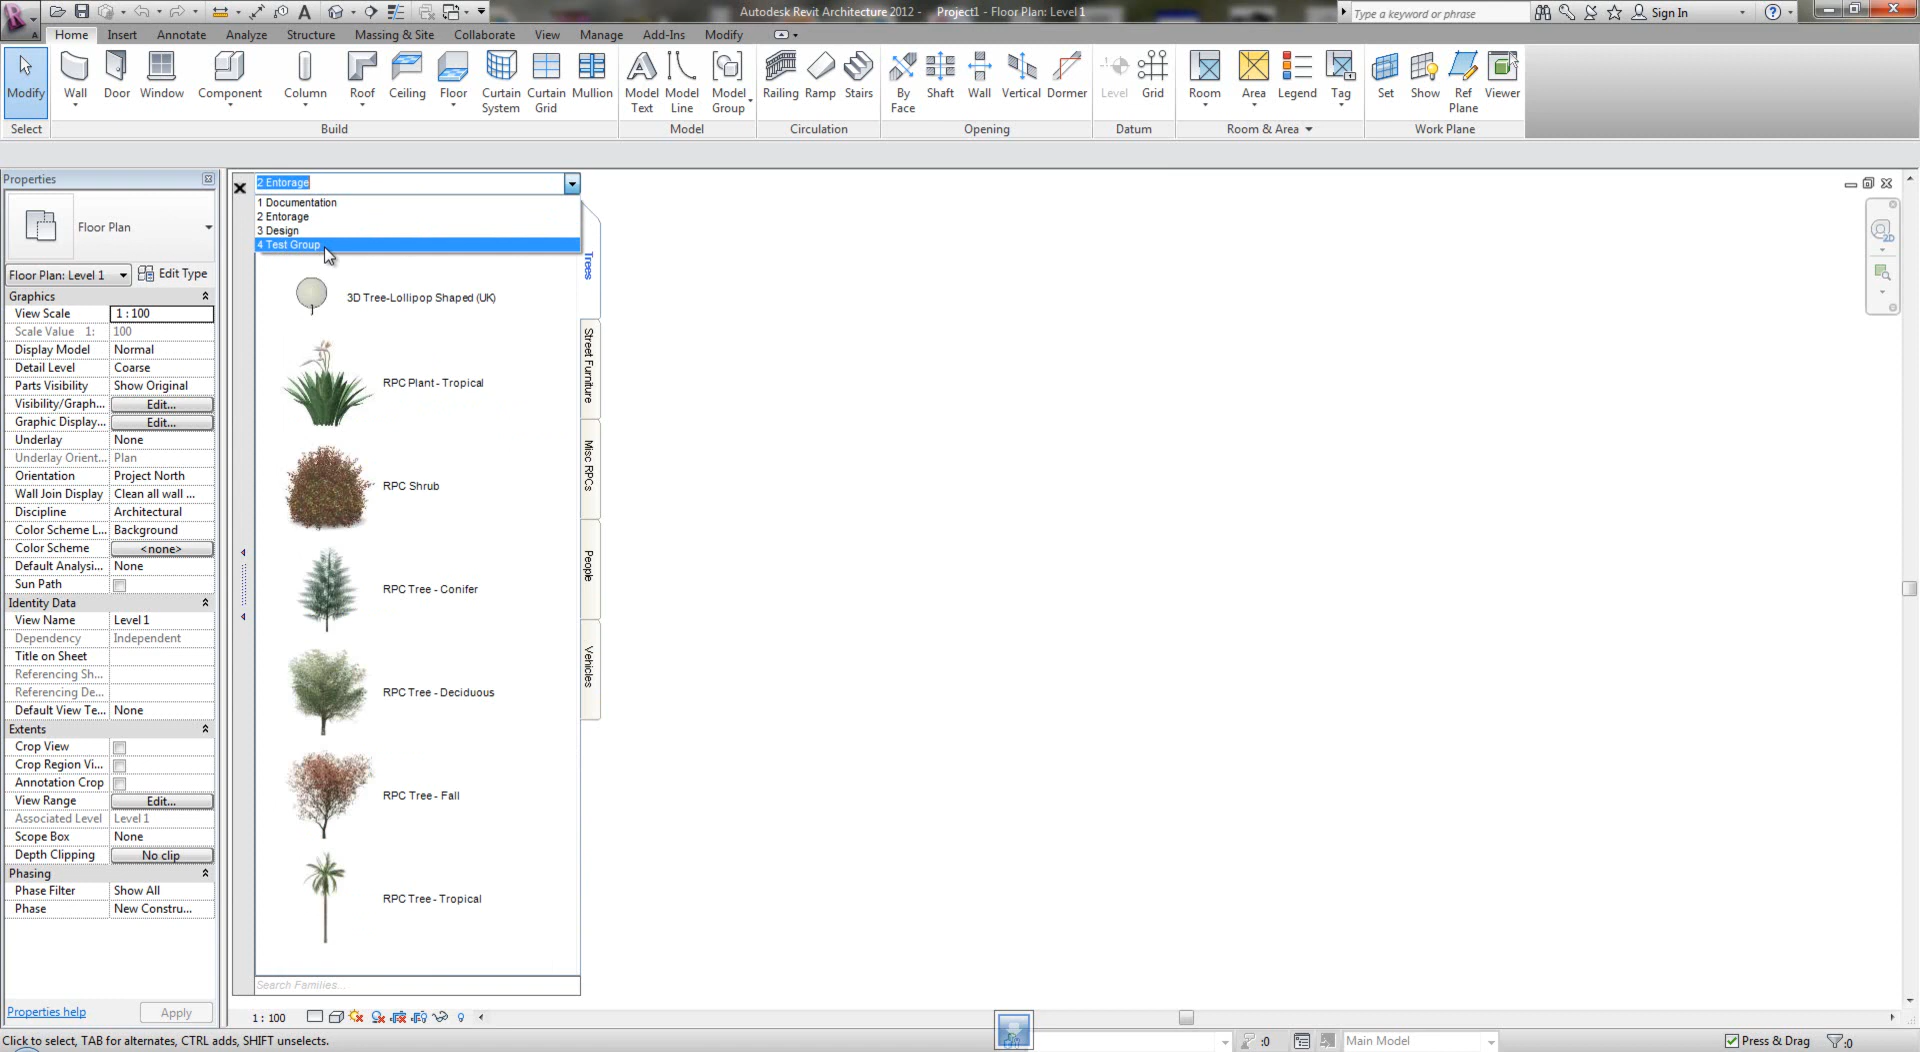 Autodesk Revit Architecture 2012 - Project1 - Floor Plan: Level 1
Type a keyword or phrase
Sign In
Home Insert Annotate Analyze Structure Massing & Site Collaborate View Manage Add-Ins Modify
Modify Wall Door Window Component Column Roof Ceiling Floor Curtain System Curtain Grid Mullion Model Text Model Line Model Group Railing Ramp Stairs By Face Shaft Wall Vertical Dormer Level Grid Room Area Legend Tag Set Show Ref Plane Viewer
Select Build Model Circulation Opening Datum Room & Area Work Plane
Properties
Floor Plan
Floor Plan: Level 1 Edit Type
Graphics
View Scale 1 : 100
Scale Value 1: 100
Display Model Normal
Detail Level Coarse
Parts Visibility Show Original
Visibility/Graph... Edit...
Graphic Display... Edit...
Underlay None
Underlay Orient... Plan
Orientation Project North
Wall Join Display Clean all wall ...
Discipline Architectural
Color Scheme L... Background
Color Scheme <none>
Default Analysi... None
Sun Path
Identity Data
View Name Level 1
Dependency Independent
Title on Sheet
Referencing Sh...
Referencing De...
Default View Te... None
Extents
Crop View
Crop Region Vi...
Annotation Crop
View Range Edit...
Associated Level Level 1
Scope Box None
Depth Clipping No clip
Phasing
Phase Filter Show All
Phase New Constru...
Properties help Apply
2 Entorage
1 Documentation
2 Entorage
3 Design
4 Test Group
3D Tree-Lollipop Shaped (UK)
RPC Plant - Tropical
RPC Shrub
RPC Tree - Conifer
RPC Tree - Deciduous
RPC Tree - Fall
RPC Tree - Tropical
Search Families...
Trees
Street Furniture
Misc RPCs
People
Vehicles
2D
1 : 100
Click to select, TAB for alternates, CTRL adds, SHIFT unselects.
:0
Main Model
Press & Drag
:0